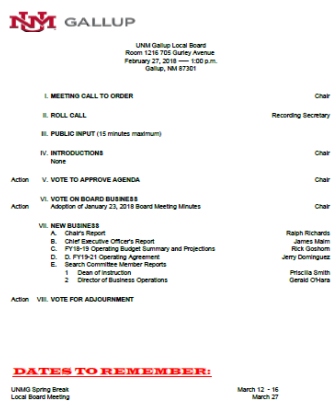 UNM GALLUP
UNM Gallup Local Board
Room 1216 705 Gurley Avenue
February 27, 2018 — 1:00 p.m.
Gallup, NM 87301
I. MEETING CALL TO ORDER Chair
II. ROLL CALL Recording Secretary
III. PUBLIC INPUT (15 minutes maximum)
IV. INTRODUCTIONS Chair
None
Action V. VOTE TO APPROVE AGENDA Chair
VI. VOTE ON BOARD BUSINESS
Action Adoption of January 23, 2018 Board Meeting Minutes Chair
VII. NEW BUSINESS
A. Chair's Report Ralph Richards
B. Chief Executive Officer's Report James Malm
C. FY18-19 Operating Budget Summary and Projections Rick Goshorn
D. D. FY19-21 Operating Agreement Jerry Dominguez
E. Search Committee Member Reports
1 Dean of Instruction Priscilla Smith
2 Director of Business Operations Gerald O'Hara
Action VIII. VOTE FOR ADJOURNMENT
DATES TO REMEMBER:
UNMG Spring Break March 12 - 16
Local Board Meeting March 27